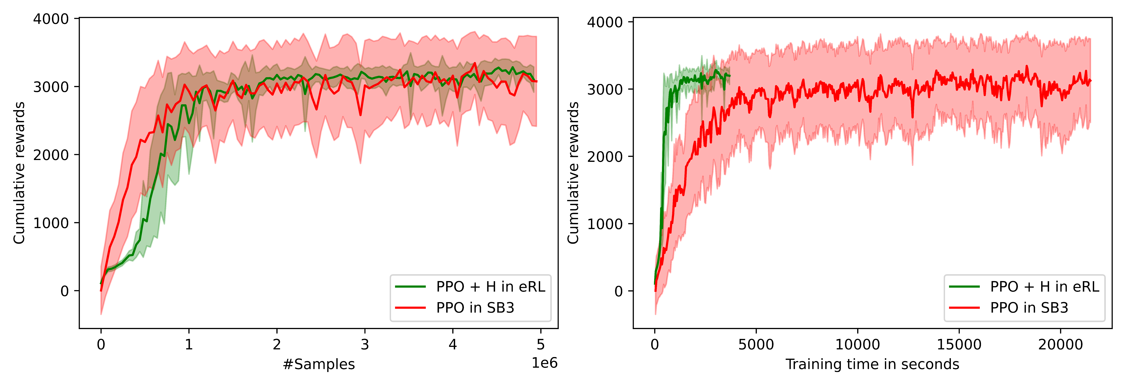 4000
3000
2000
1000
0
Cumulative rewards
0
1
2
3
4
5
1e6
#Samples
PPO + H in eRL
PPO in SB3
4000
3000
2000
1000
0
Cumulative rewards
0
5000
10000
15000
20000
Training time in seconds
PPO + H in eRL
PPO in SB3